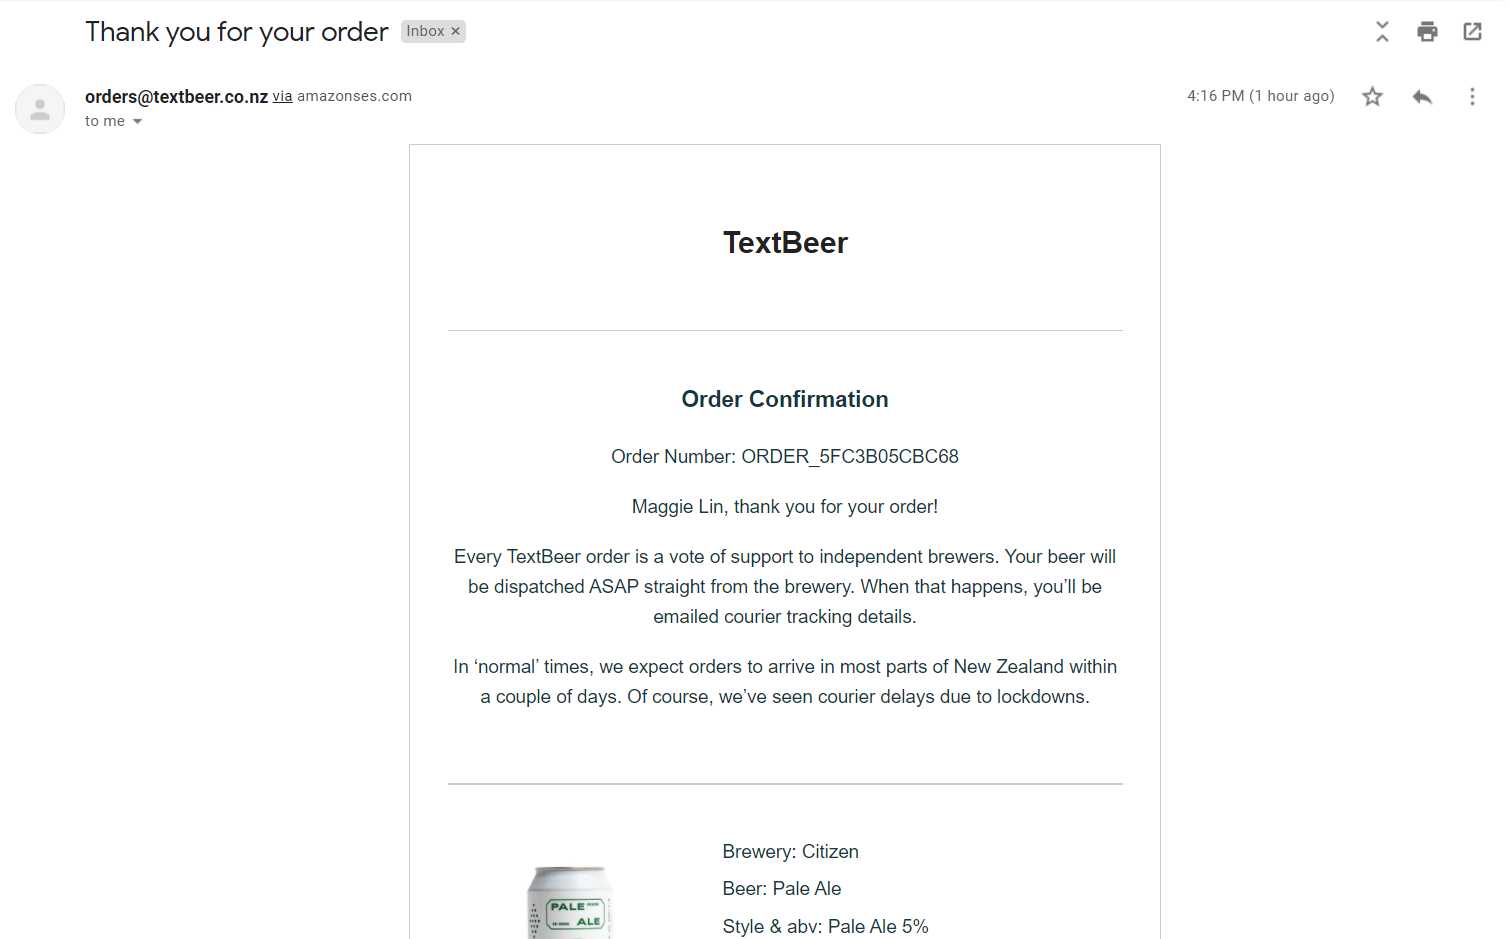 Thank you for your order Inbox ×
orders@textbeer.co.nz via amazonses.com 4:16 PM (1 hour ago)
to me
TextBeer
Order Confirmation
Order Number: ORDER_5FC3B05CBC68
Maggie Lin, thank you for your order!
Every TextBeer order is a vote of support to independent brewers. Your beer will
be dispatched ASAP straight from the brewery. When that happens, you’ll be
emailed courier tracking details.
In ‘normal’ times, we expect orders to arrive in most parts of New Zealand within
a couple of days. Of course, we’ve seen courier delays due to lockdowns.
Brewery: Citizen
Beer: Pale Ale
Style & abv: Pale Ale 5%
PALE
ALE